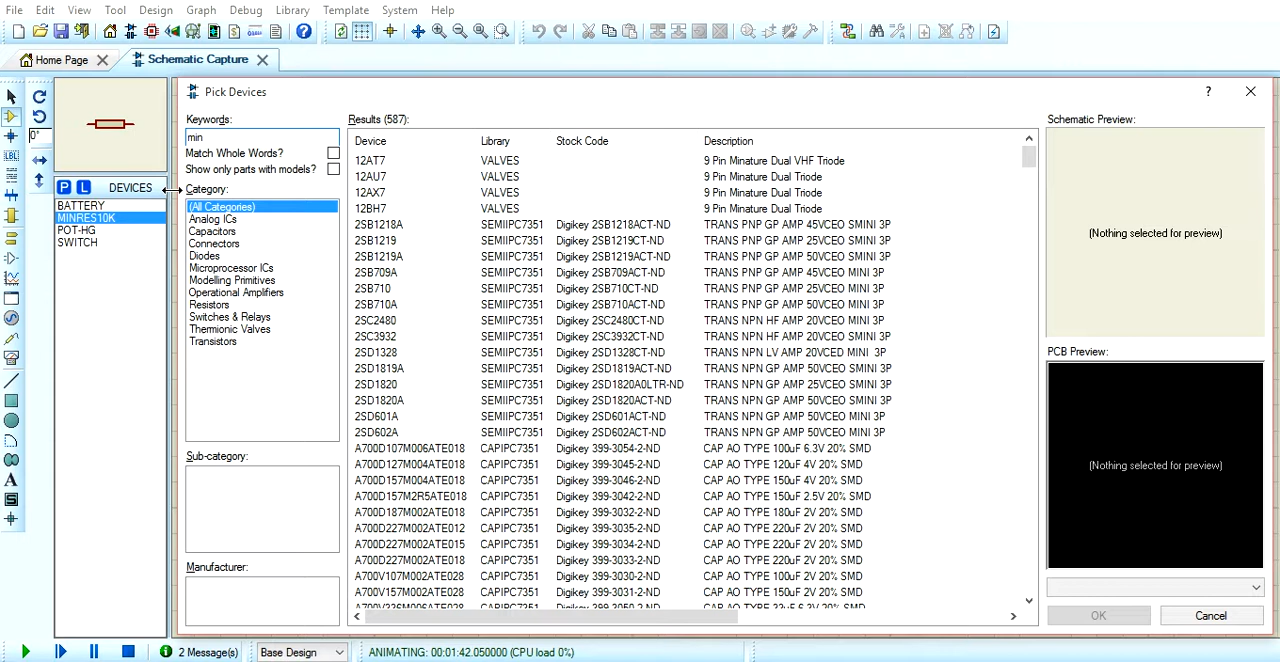 File Edit View Tool Design Graph Debug Library Template System Help
Home Page Schematic Capture
Pick Devices
?
Keywords:
min
Match Whole Words?
Show only parts with models?
Category:
(All Categories)
Analog ICs
Capacitors
Connectors
Diodes
Microprocessor ICs
Modelling Primitives
Operational Amplifiers
Resistors
Switches & Relays
Thermionic Valves
Transistors
Sub-category:
Manufacturer:
0°
LBL
P L DEVICES
BATTERY
MINRES10K
POT-HG
SWITCH
A
S
Results (587):
Device Library Stock Code Description
12AT7 VALVES 9 Pin Minature Dual VHF Triode
12AU7 VALVES 9 Pin Minature Dual Triode
12AX7 VALVES 9 Pin Minature Dual Triode
12BH7 VALVES 9 Pin Minature Dual Triode
2SB1218A SEMIIPC7351 Digikey 2SB1218ACT-ND TRANS PNP GP AMP 45VCEO SMINI 3P
2SB1219 SEMIIPC7351 Digikey 2SB1219CT-ND TRANS PNP GP AMP 25VCEO SMINI 3P
2SB1219A SEMIIPC7351 Digikey 2SB1219ACT-ND TRANS PNP GP AMP 50VCEO SMINI 3P
2SB709A SEMIIPC7351 Digikey 2SB709ACT-ND TRANS PNP GP AMP 45VCEO MINI 3P
2SB710 SEMIIPC7351 Digikey 2SB710CT-ND TRANS PNP GP AMP 25VCEO MINI 3P
2SB710A SEMIIPC7351 Digikey 2SB710ACT-ND TRANS PNP GP AMP 50VCEO MINI 3P
2SC2480 SEMIIPC7351 Digikey 2SC2480CT-ND TRANS NPN HF AMP 20VCEO MINI 3P
2SC3932 SEMIIPC7351 Digikey 2SC3932CT-ND TRANS NPN HF AMP 20VCEO SMINI 3P
2SD1328 SEMIIPC7351 Digikey 2SD1328CT-ND TRANS NPN LV AMP 20VCED MINI 3P
2SD1819A SEMIIPC7351 Digikey 2SD1819ACT-ND TRANS NPN GP AMP 50VCEO SMINI 3P
2SD1820 SEMIIPC7351 Digikey 2SD1820A0LTR-ND TRANS NPN GP AMP 25VCEO SMINI 3P
2SD1820A SEMIIPC7351 Digikey 2SD1820ACT-ND TRANS NPN GP AMP 50VCEO SMINI 3P
2SD601A SEMIIPC7351 Digikey 2SD601ACT-ND TRANS NPN GP AMP 50VCEO MINI 3P
2SD602A SEMIIPC7351 Digikey 2SD602ACT-ND TRANS NPN GP AMP 50VCEO MINI 3P
A700D107M006ATE018 CAPIPC7351 Digikey 399-3054-2-ND CAP AO TYPE 100uF 6.3V 20% SMD
A700D127M004ATE018 CAPIPC7351 Digikey 399-3045-2-ND CAP AO TYPE 120uF 4V 20% SMD
A700D157M004ATE018 CAPIPC7351 Digikey 399-3046-2-ND CAP AO TYPE 150uF 4V 20% SMD
A700D157M2R5ATE018 CAPIPC7351 Digikey 399-3042-2-ND CAP AO TYPE 150uF 2.5V 20% SMD
A700D187M002ATE018 CAPIPC7351 Digikey 399-3034-2-ND CAP AO TYPE 180uF 2V 20% SMD
A700D227M002ATE012 CAPIPC7351 Digikey 399-3035-2-ND CAP AO TYPE 220uF 2V 20% SMD
A700D227M002ATE015 CAPIPC7351 Digikey 399-3034-2-ND CAP AO TYPE 220uF 2V 20% SMD
A700D227M002ATE018 CAPIPC7351 Digikey 399-3033-2-ND CAP AO TYPE 220uF 2V 20% SMD
A700V107M002ATE028 CAPIPC7351 Digikey 399-3030-2-ND CAP AO TYPE 100uF 2V 20% SMD
A700V157M002ATE028 CAPIPC7351 Digikey 399-3031-2-ND CAP AO TYPE 150uF 2V 20% SMD
Schematic Preview:
(Nothing selected for preview)
PCB Preview:
(Nothing selected for preview)
OK Cancel
2 Message(s) Base Design ANIMATING: 00:01:42.050000 (CPU load 0%)